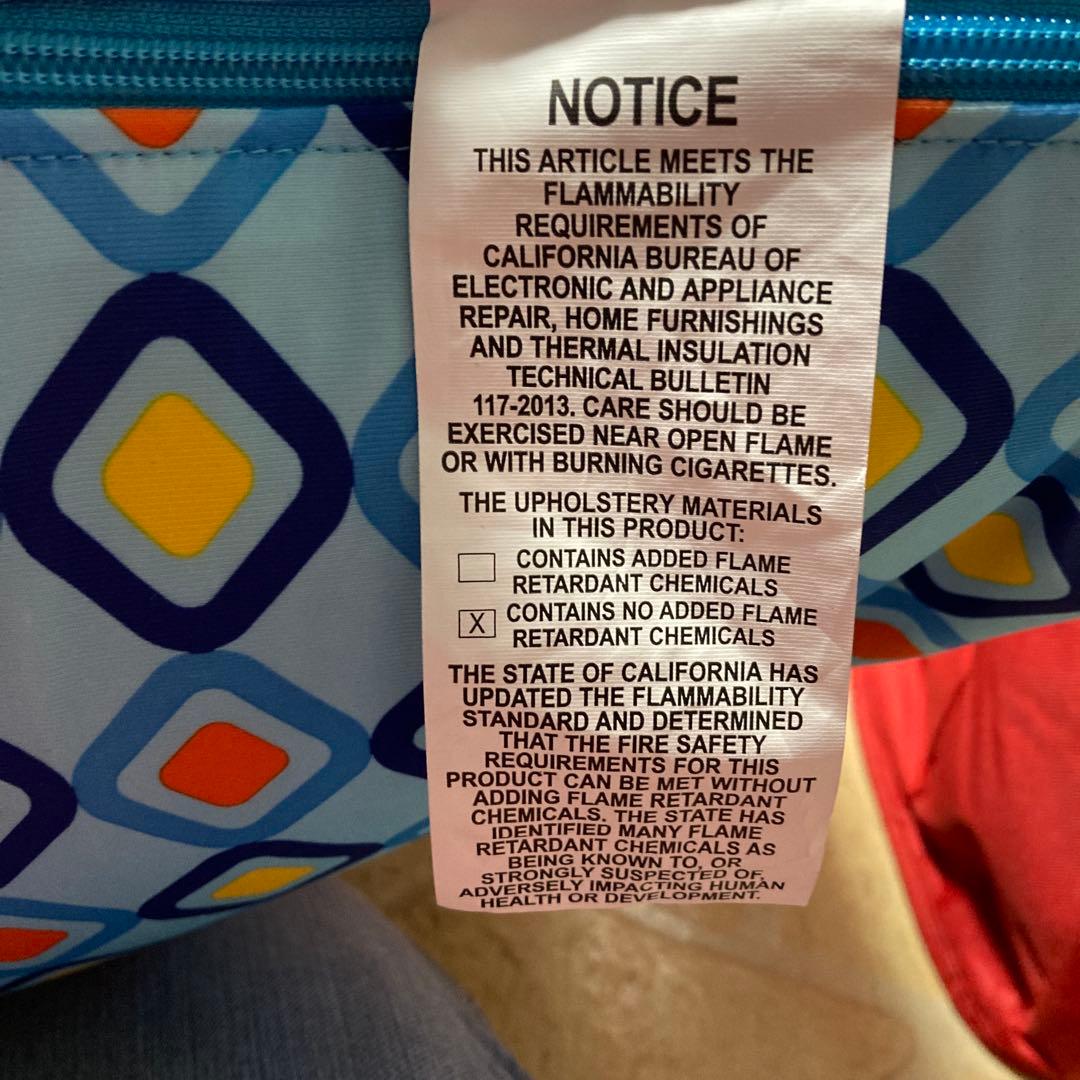 NOTICE
THIS ARTICLE MEETS THE
FLAMMABILITY
REQUIREMENTS OF
CALIFORNIA BUREAU OF
ELECTRONIC AND APPLIANCE
REPAIR, HOME FURNISHINGS
AND THERMAL INSULATION
TECHNICAL BULLETIN
117-2013. CARE SHOULD BE
EXERCISED NEAR OPEN FLAME
OR WITH BURNING CIGARETTES.
THE UPHOLSTERY MATERIALS
IN THIS PRODUCT:
CONTAINS ADDED FLAME
RETARDANT CHEMICALS
X CONTAINS NO ADDED FLAME
RETARDANT CHEMICALS
THE STATE OF CALIFORNIA HAS
UPDATED THE FLAMMABILITY
STANDARD AND DETERMINED
THAT THE FIRE SAFETY
REQUIREMENTS FOR THIS
PRODUCT CAN BE MET WITHOUT
ADDING FLAME RETARDANT
CHEMICALS. THE STATE HAS
IDENTIFIED MANY FLAME
RETARDANT CHEMICALS AS
BEING KNOWN TO, OR
STRONGLY SUSPECTED OF,
ADVERSELY IMPACTING HUMAN
HEALTH OR DEVELOPMENT.